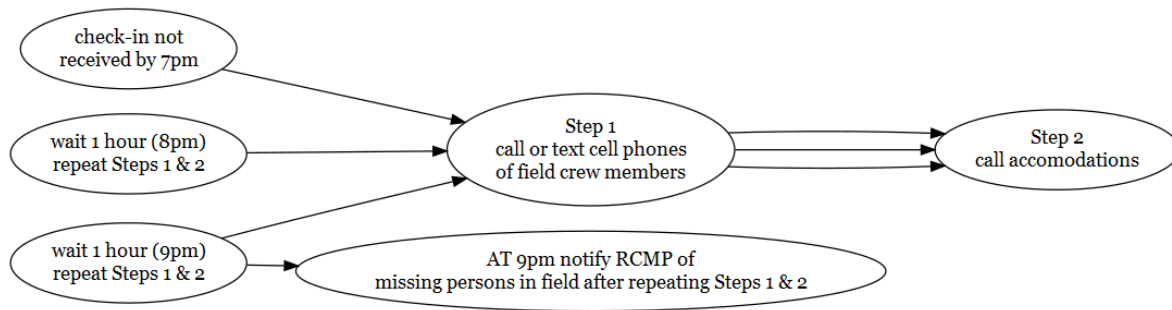 check-in not
received by 7pm
wait 1 hour (8pm)
repeat Steps 1 & 2
wait 1 hour (9pm)
repeat Steps 1 & 2
Step 1
call or text cell phones
of field crew members
AT 9pm notify RCMP of
missing persons in field after repeating Steps 1 & 2
Step 2
call accomodations